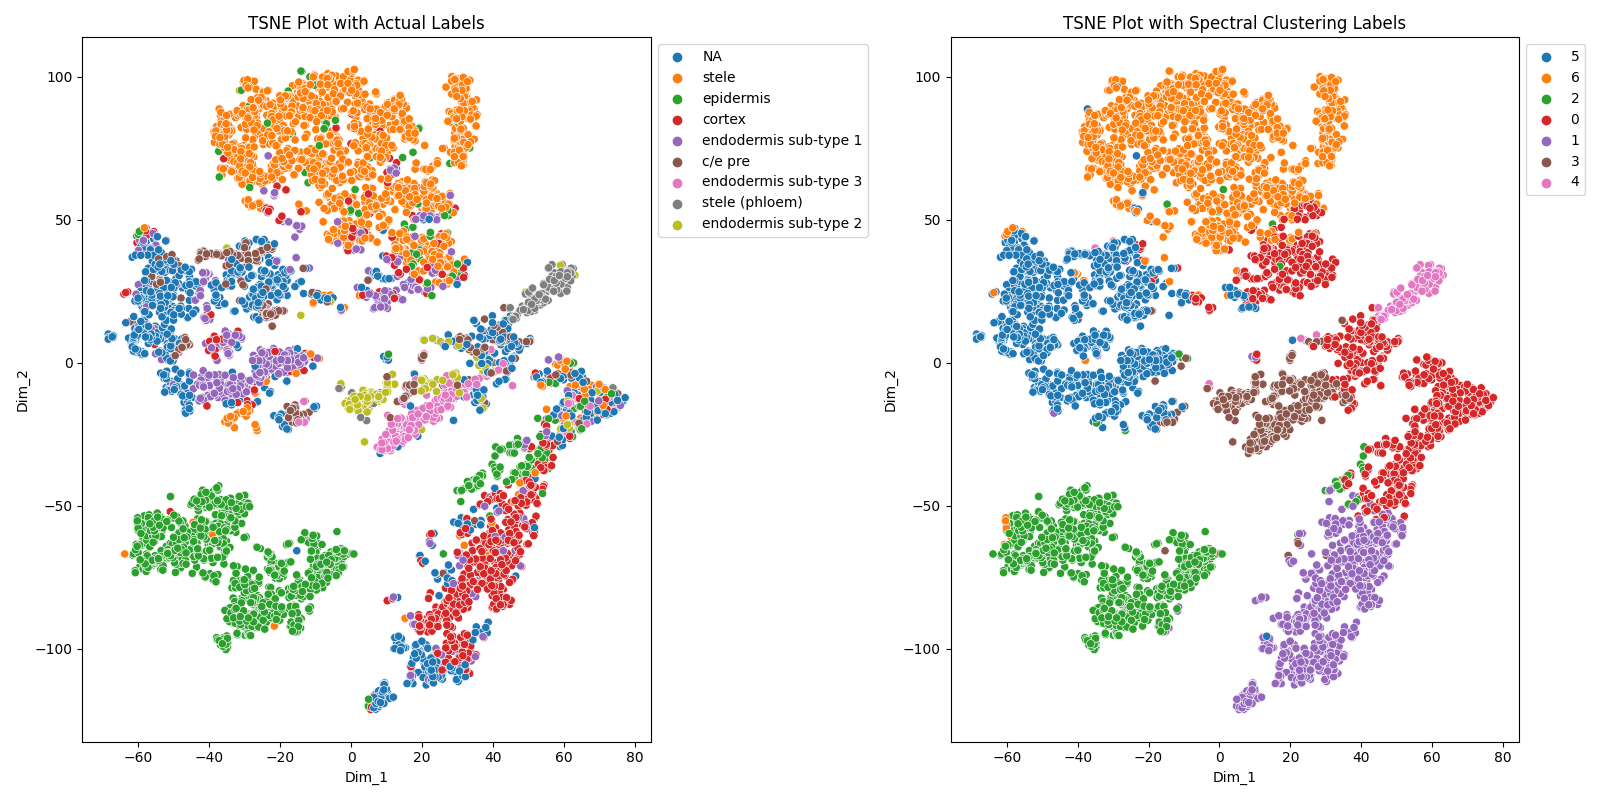 TSNE Plot with Actual Labels
100
50
0
−50
−100
Dim_2
−60
−40
−20
0
20
40
60
80
Dim_1
NA
stele
epidermis
cortex
endodermis sub-type 1
c/e pre
endodermis sub-type 3
stele (phloem)
endodermis sub-type 2
TSNE Plot with Spectral Clustering Labels
100
50
0
−50
−100
Dim_2
−60
−40
−20
0
20
40
60
80
Dim_1
5
6
2
0
1
3
4